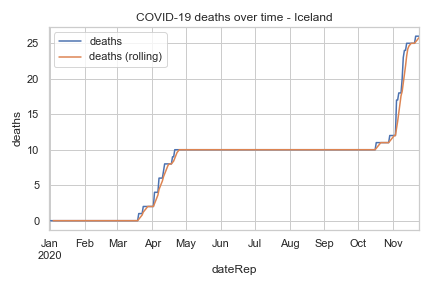 COVID-19 deaths over time - Iceland
deaths
deaths (rolling)
25
20
15
10
5
0
deaths
Jan Feb Mar Apr May Jun Jul Aug Sep Oct Nov
2020
dateRep